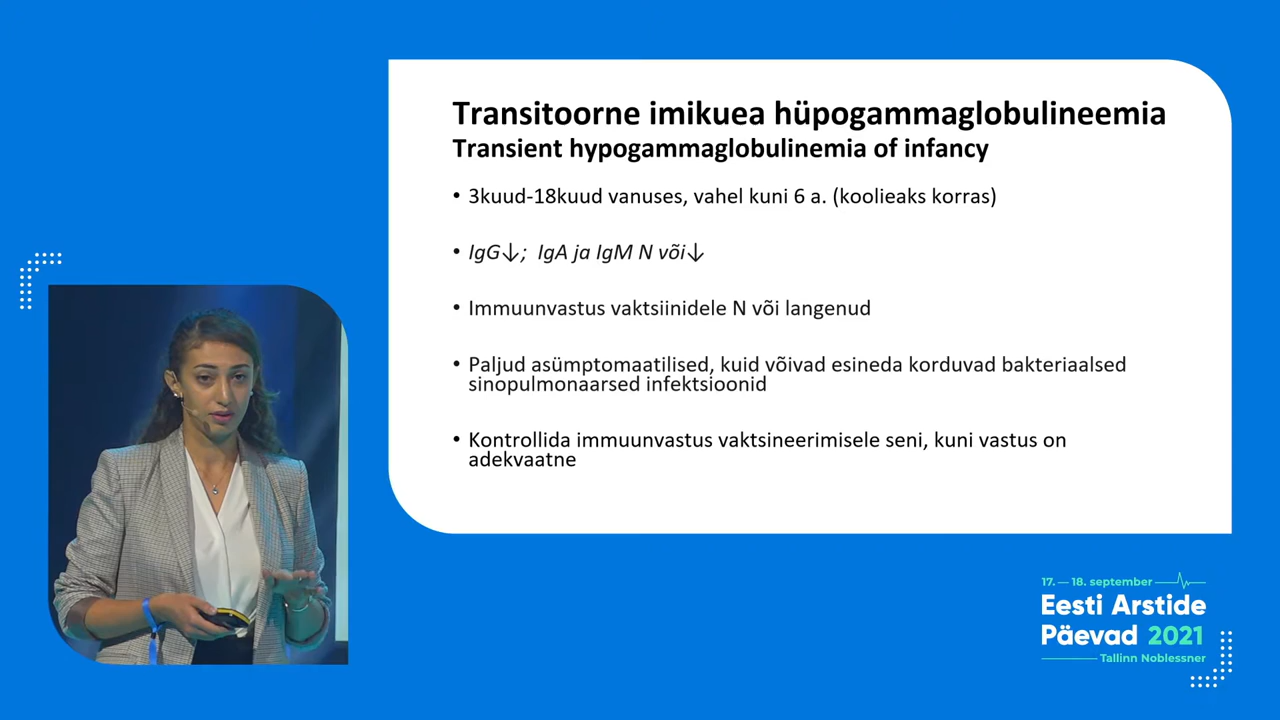 Transitoorne imikuea hüpogammaglobulineemia
Transient hypogammaglobulinemia of infancy
• 3kuud-18kuud vanuses, vahel kuni 6 a. (koolieaks korras)
• IgG↓; IgA ja IgM N või↓
• Immuunvastus vaktsiinidele N või langenud
• Paljud asümptomaatilised, kuid võivad esineda korduvad bakteriaalsed
sinopulmonaarsed infektsioonid
• Kontrollida immuunvastus vaktsineerimisele seni, kuni vastus on
adekvaatne
17. — 18. september
Eesti Arstide
Päevad 2021
Tallinn Noblessner